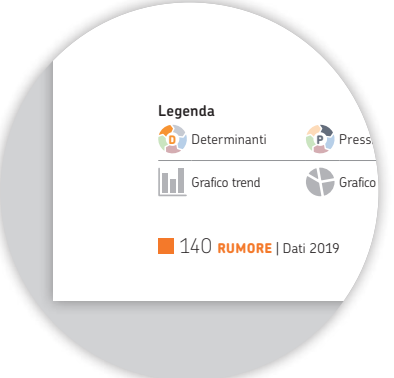 Legenda
D Determinanti P Press
Grafico trend Grafico
140 RUMORE | Dati 2019